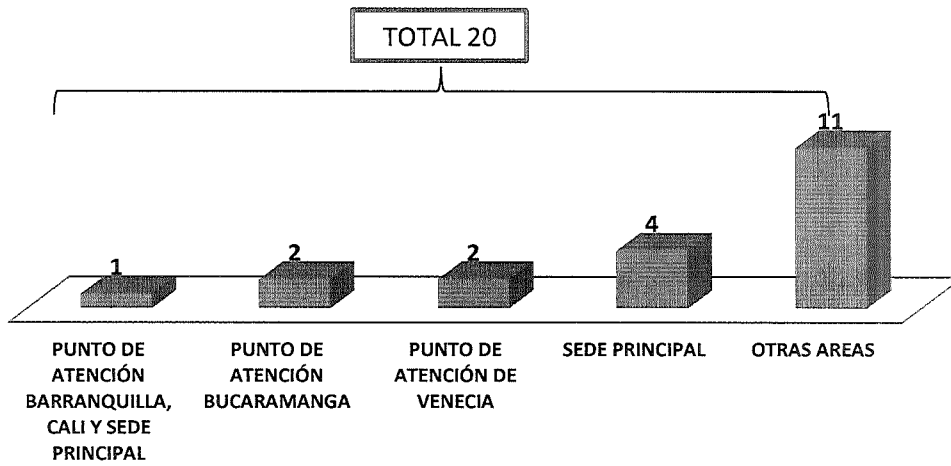 TOTAL 20
1
2
2
4
11
PUNTO DE
ATENCIÓN
BARRANQUILLA,
CALI Y SEDE
PRINCIPAL
PUNTO DE
ATENCIÓN
BUCARAMANGA
PUNTO DE
ATENCIÓN DE
VENECIA
SEDE PRINCIPAL
OTRAS AREAS